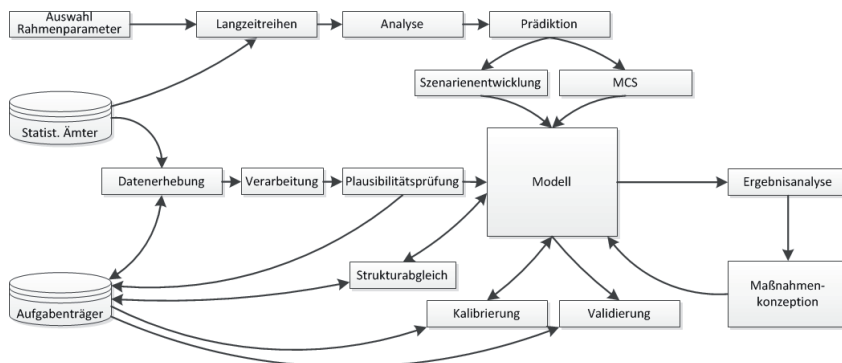 Auswahl
Rahmenparameter
Langzeitreihen
Analyse
Prädiktion
Szenarienentwicklung
MCS
Statist. Ämter
Datenerhebung
Verarbeitung
Plausibilitätsprüfung
Modell
Ergebnisanalyse
Strukturabgleich
Aufgabenträger
Kalibrierung
Validierung
Maßnahmen-
konzeption